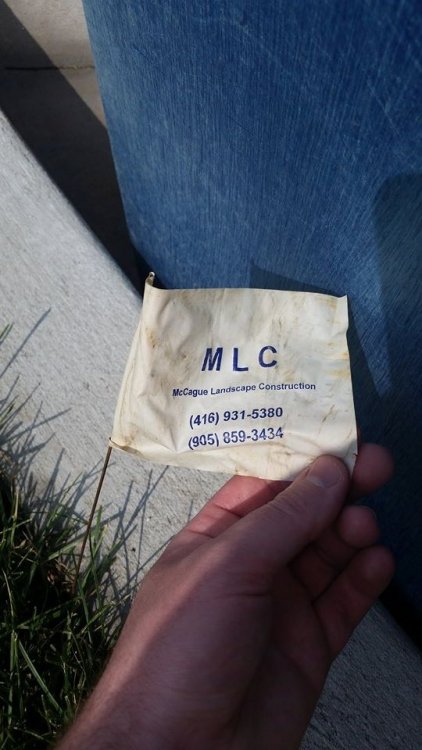 MLC
McCague Landscape Construction
(416) 931-5380
(905) 859-3434